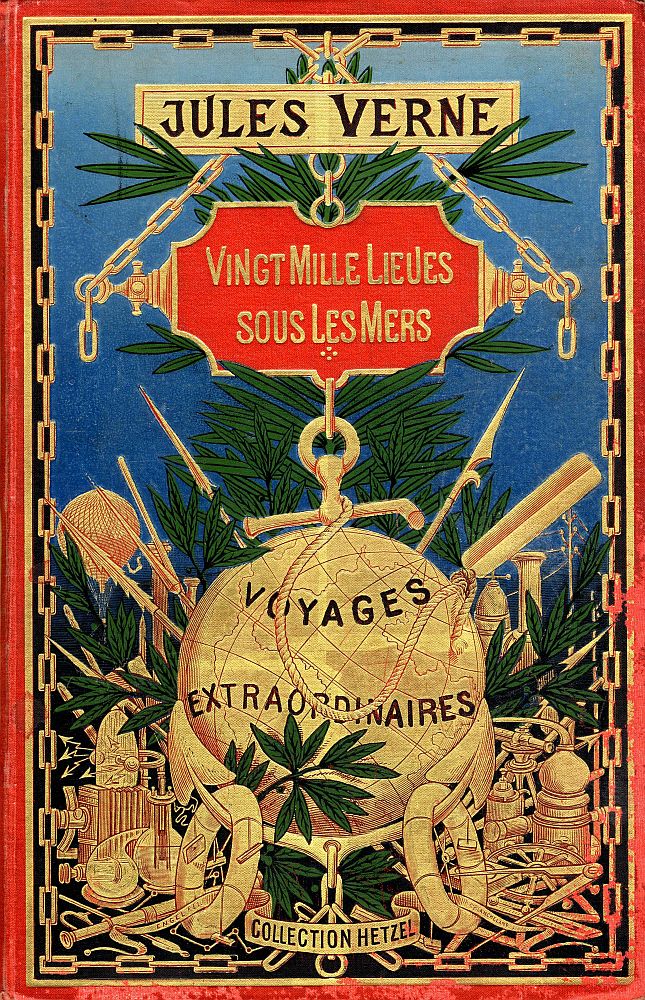 JULES VERNE
VINGT MILLE LIEUES
SOUS LES MERS
VOYAGES
EXTRAORDINAIRES
COLLECTION HETZEL